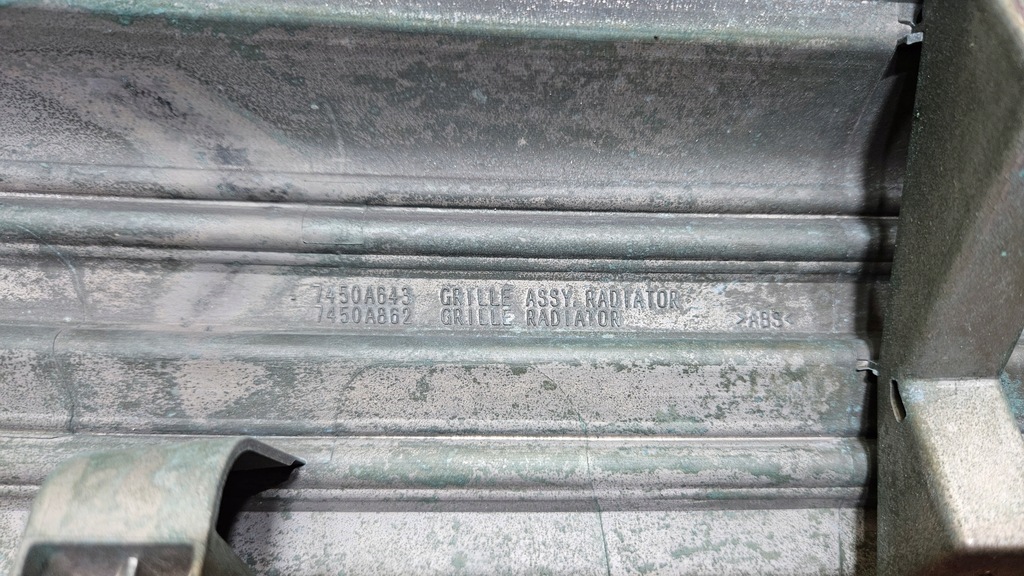 7450A643 GRILLE ASSY, RADIATOR
7450A862 GRILLE RADIATOR >ABS<